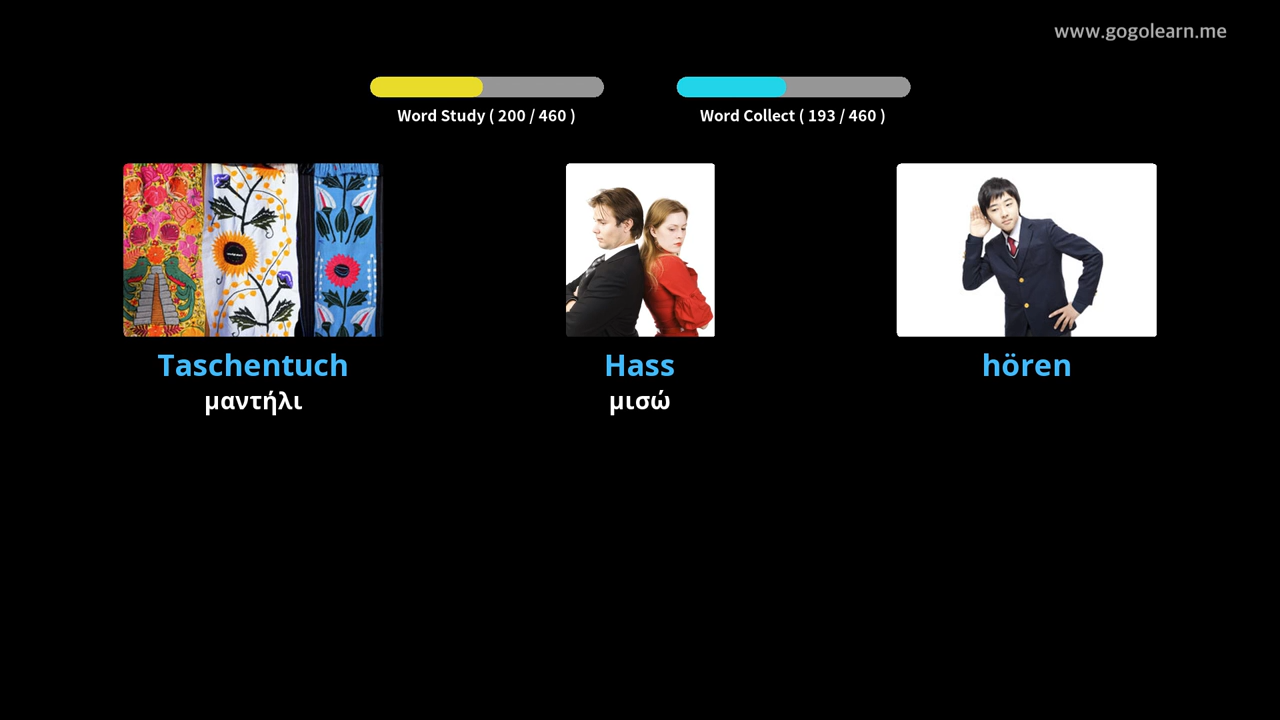 www.gogolearn.me
Word Study ( 200 / 460 )
Word Collect ( 193 / 460 )
Taschentuch
Hass
hören
μαντήλι
μισώ